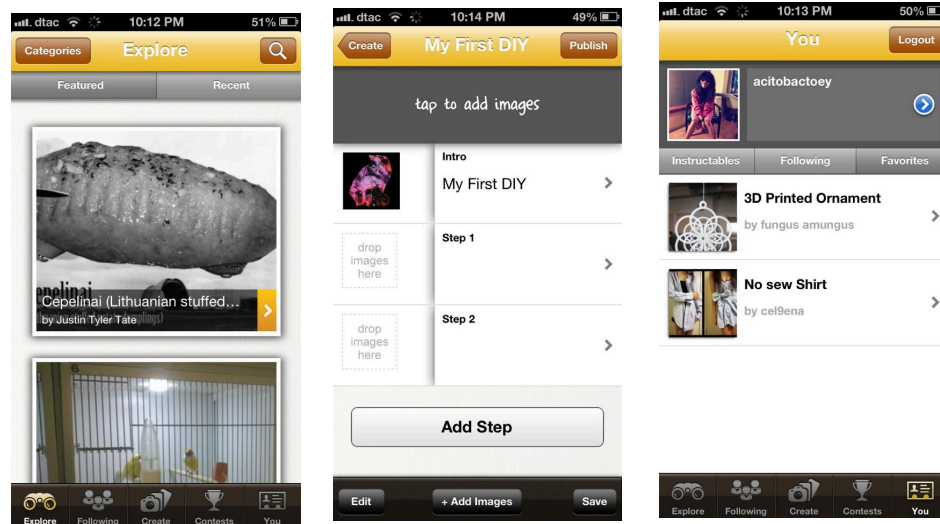 dtac 10:12 PM 51%
Categories Explore
Featured Recent
Cepelinai (Lithuanian stuffed...
by Justin Tyler Tate
Explore Following Create Contests You
dtac 10:14 PM 49%
Create My First DIY Publish
tap to add images
Intro
My First DIY
drop
images
here
Step 1
drop
images
here
Step 2
Add Step
Edit + Add Images Save
dtac 10:13 PM 50%
You Logout
acitobactoey
Instructables Following Favorites
3D Printed Ornament
by fungus amungus
No sew Shirt
by cel9ena
Explore Following Create Contests You